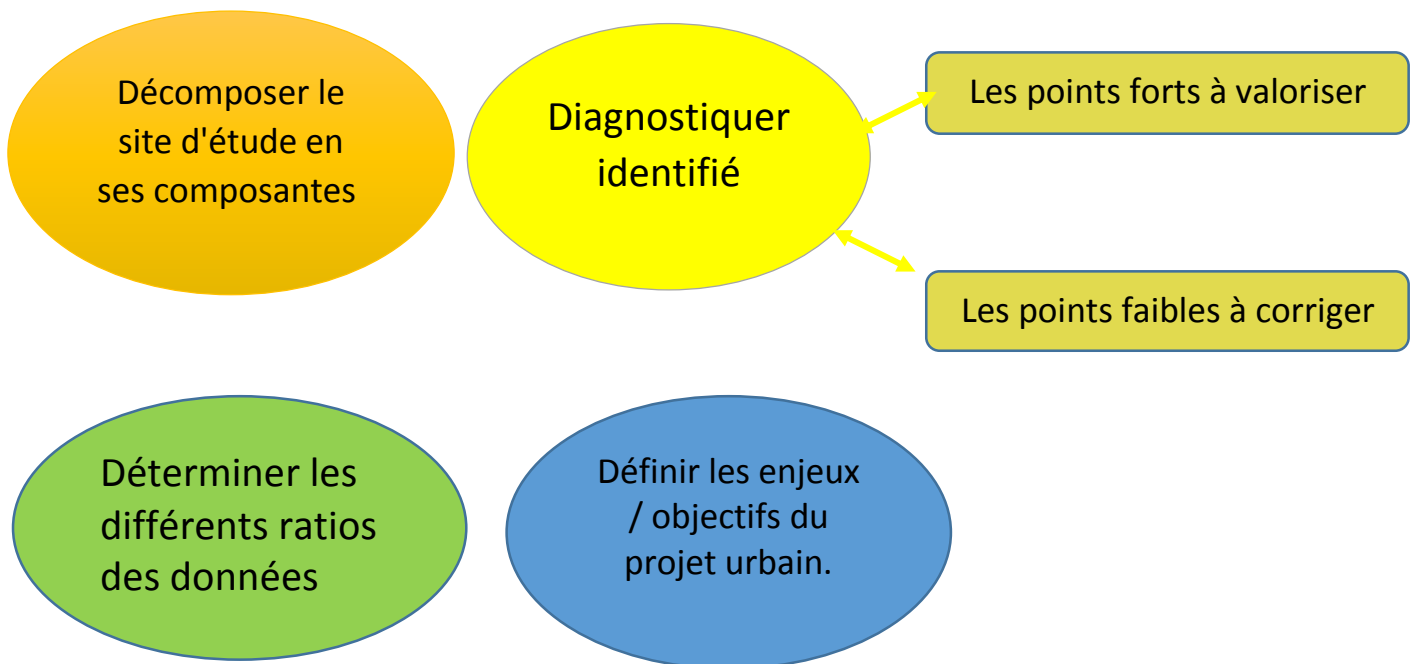 Décomposer le
site d'étude en
ses composantes
Diagnostiquer
identifié
Les points forts à valoriser
Les points faibles à corriger
Déterminer les
différents ratios
des données
Définir les enjeux
/ objectifs du
projet urbain.